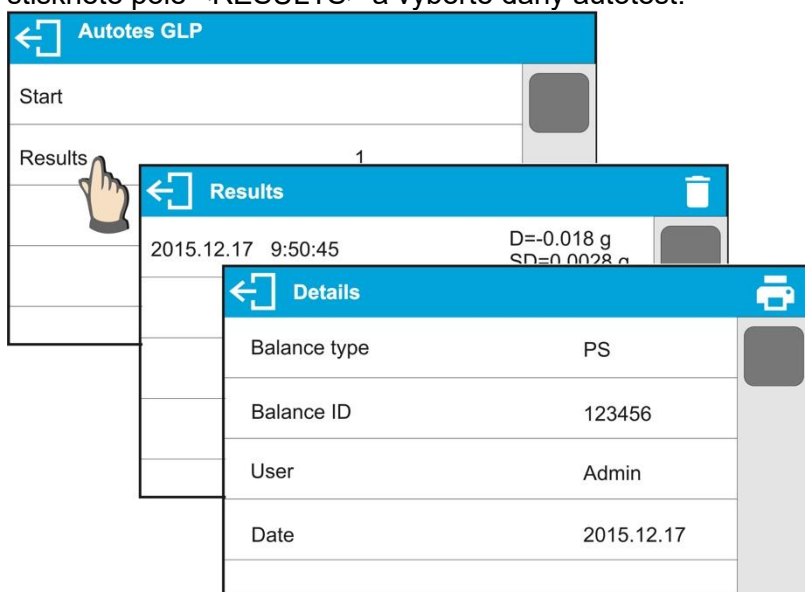 stiskněte pole <RESULTS> a vyberte daný autotest:
Autotes GLP
Start
Results 1
Results
2015.12.17 9:50:45 D=-0.018 g
SD=0.0028 g
Details
Balance type PS
Balance ID 123456
User Admin
Date 2015.12.17